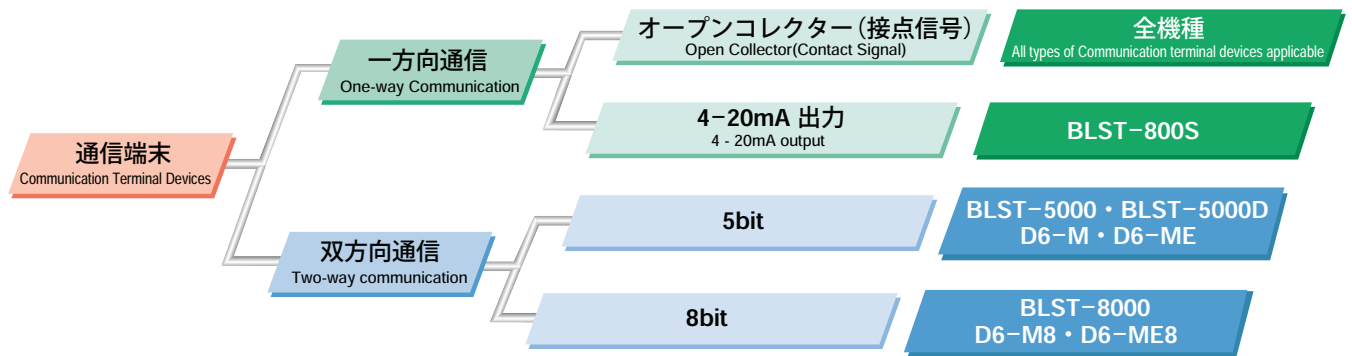 通信端末
Communication Terminal Devices
一方向通信
One-way Communication
オープンコレクター（接点信号）
Open Collector(Contact Signal)
全機種
All types of Communication terminal devices applicable
4−20mA 出力
4 - 20mA output
BLST−800S
双方向通信
Two-way communication
5bit
BLST−5000・BLST−5000D
D6−M・D6−ME
8bit
BLST−8000
D6−M8・D6−ME8